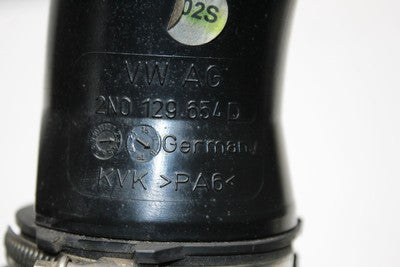 02S
VW AG
2N0 129 654 D
Germany
KVK >PA6<